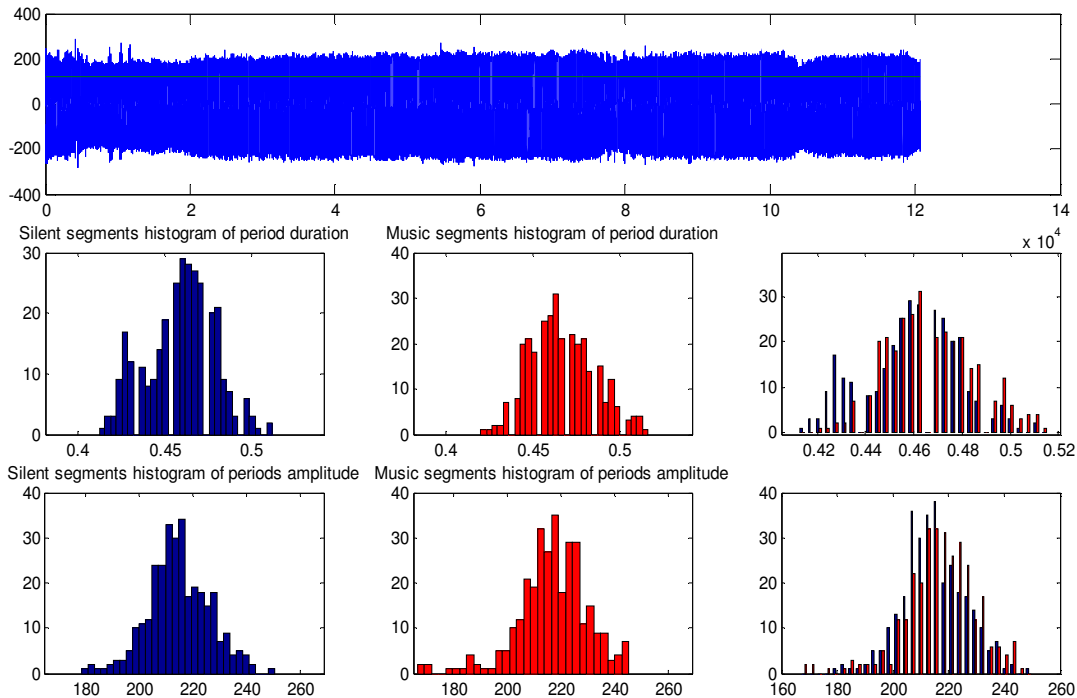 400
200
0
-200
-400
0 2 4 6 8 10 12 14
x 10^4
Silent segments histogram of period duration
30
20
10
0
0.4 0.45 0.5
Music segments histogram of period duration
40
30
20
10
0
0.4 0.45 0.5
30
20
10
0
0.42 0.44 0.46 0.48 0.5 0.52
Silent segments histogram of periods amplitude
40
30
20
10
0
180 200 220 240 260
Music segments histogram of periods amplitude
40
30
20
10
0
180 200 220 240 260
40
30
20
10
0
160 180 200 220 240 260